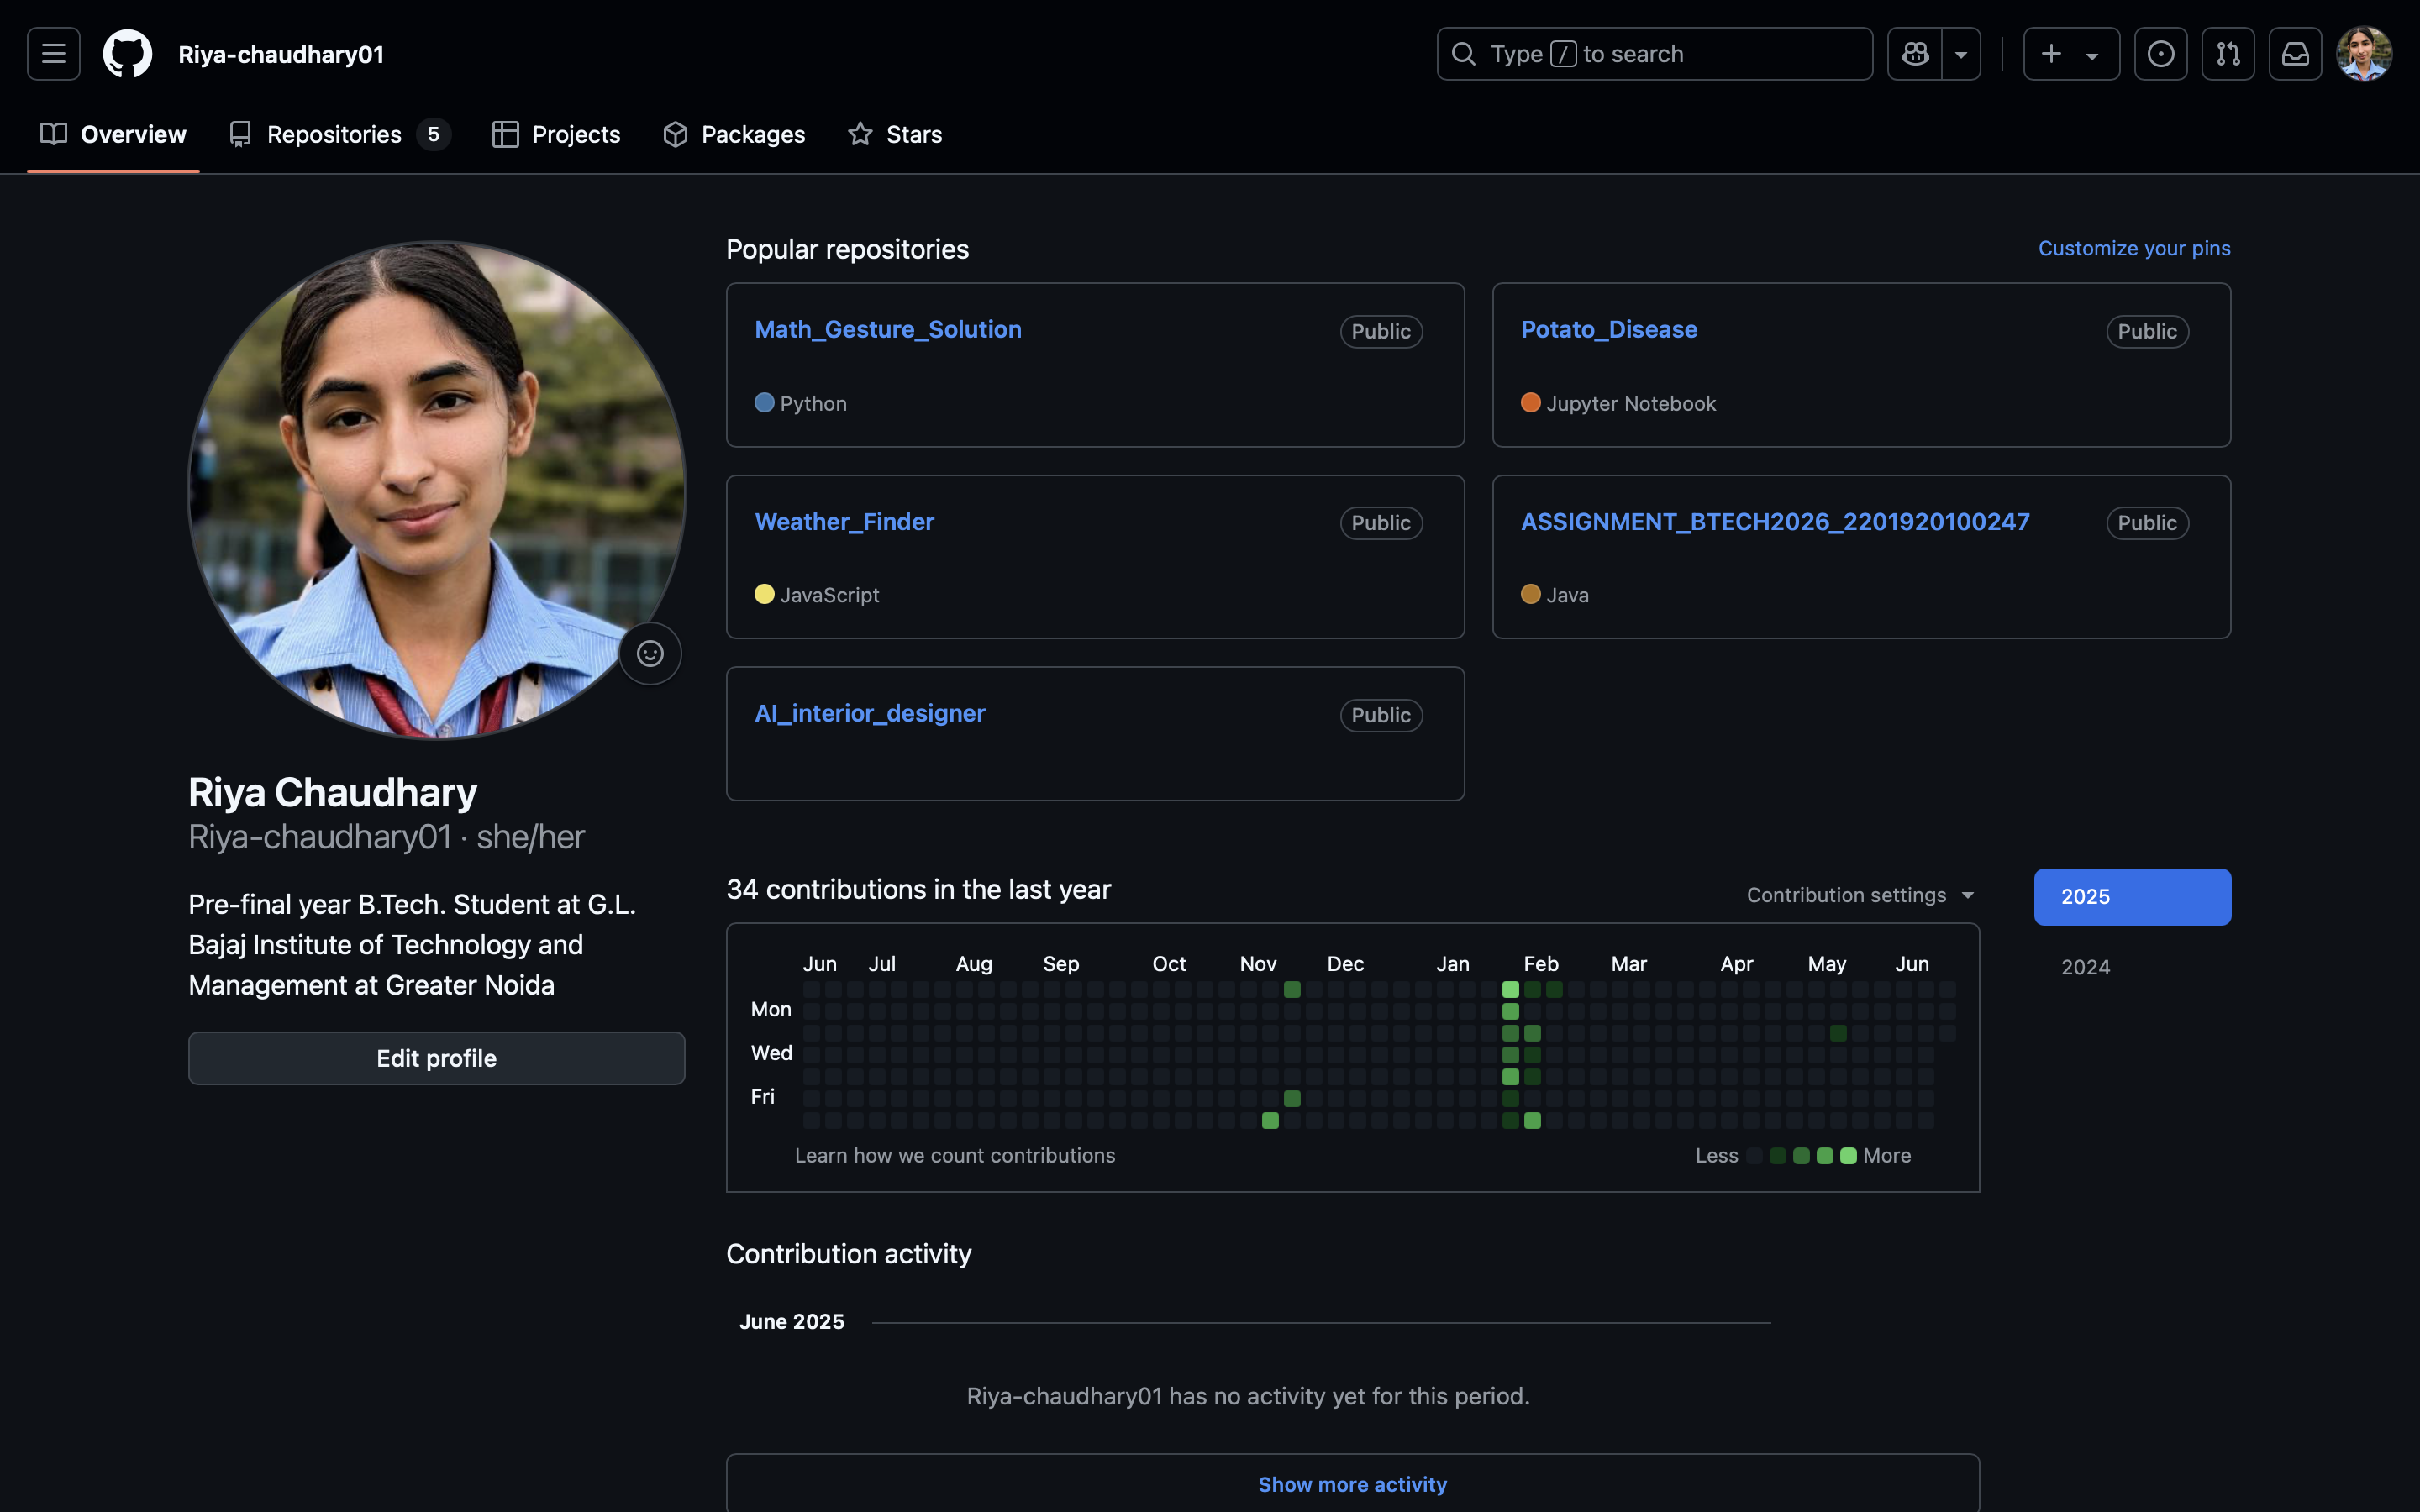 Riya-chaudhary01
Type / to search
Overview
Repositories 5
Projects
Packages
Stars
Riya Chaudhary
Riya-chaudhary01 · she/her
Pre-final year B.Tech. Student at G.L.
Bajaj Institute of Technology and
Management at Greater Noida
Edit profile
Popular repositories
Customize your pins
Math_Gesture_Solution
Public
Python
Potato_Disease
Public
Jupyter Notebook
Weather_Finder
Public
JavaScript
ASSIGNMENT_BTECH2026_2201920100247
Public
Java
AI_interior_designer
Public
34 contributions in the last year
Contribution settings
2025
2024
Jun Jul Aug Sep Oct Nov Dec Jan Feb Mar Apr May Jun
Mon
Wed
Fri
Learn how we count contributions
Less More
Contribution activity
June 2025
Riya-chaudhary01 has no activity yet for this period.
Show more activity